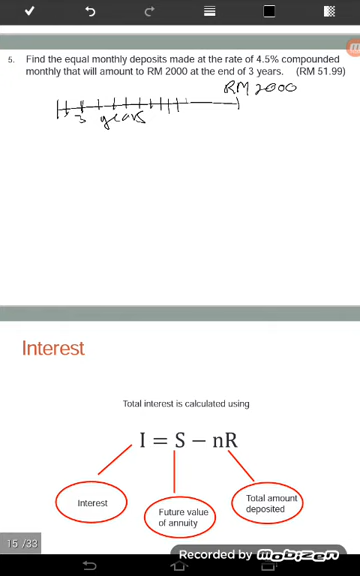 5. Find the equal monthly deposits made at the rate of 4.5% compounded
monthly that will amount to RM 2000 at the end of 3 years. (RM 51.99)
RM 2000
3 years
Interest
Total interest is calculated using
I = S − nR
Interest
Future value
of annuity
Total amount
deposited
15 /33
Recorded by Mobizen